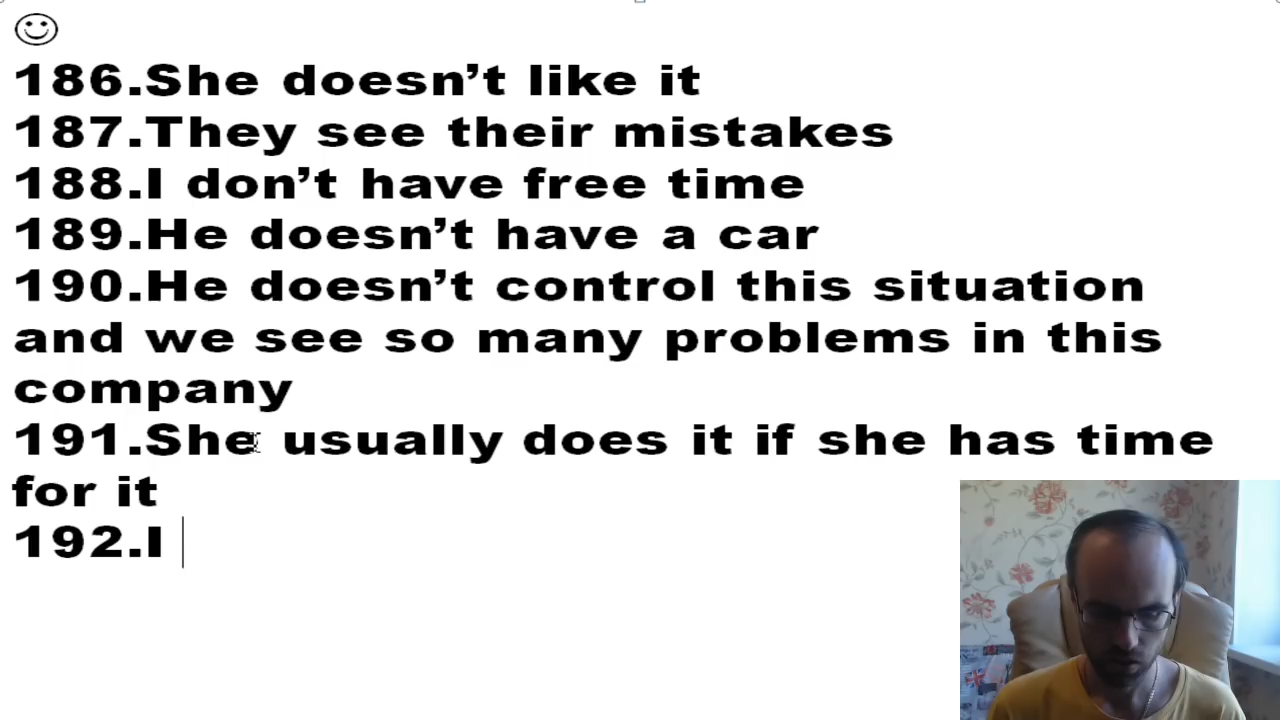 186.She doesn’t like it
187.They see their mistakes
188.I don’t have free time
189.He doesn’t have a car
190.He doesn’t control this situation
and we see so many problems in this
company
191.She usually does it if she has time
for it
192.I